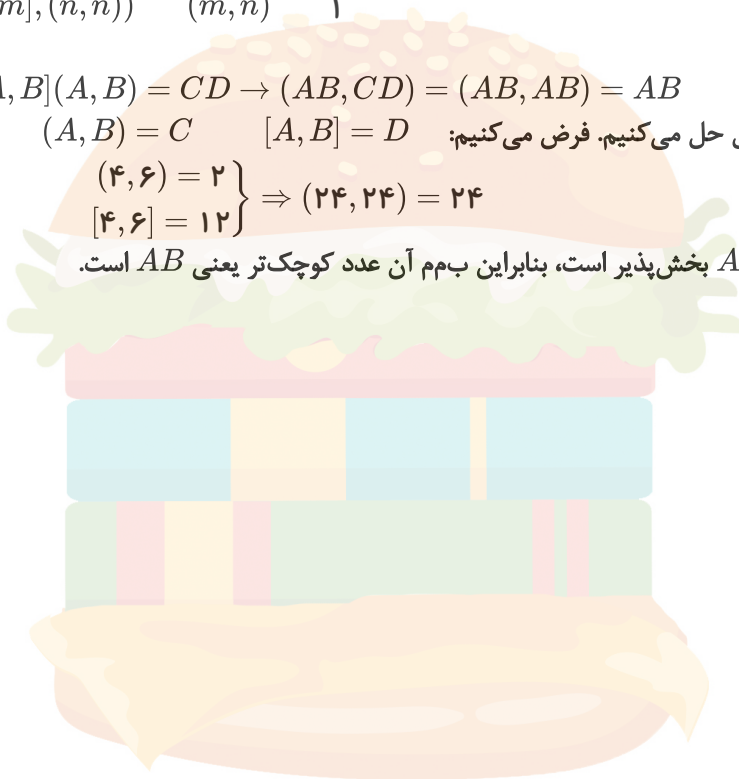 m],(n,n)) (m,n) ۱
, B](A, B) = CD → (AB, CD) = (AB, AB) = AB
حل می‌کنیم. فرض می‌کنیم: [A, B] = D (A, B) = C
(۴,۶) = ۲
[۴,۶] = ۱۲ } ⇒ (۲۴,۲۴) = ۲۴
A بخش‌پذیر است، بنابراین ب‌م‌م آن عدد کوچک‌تر یعنی AB است.